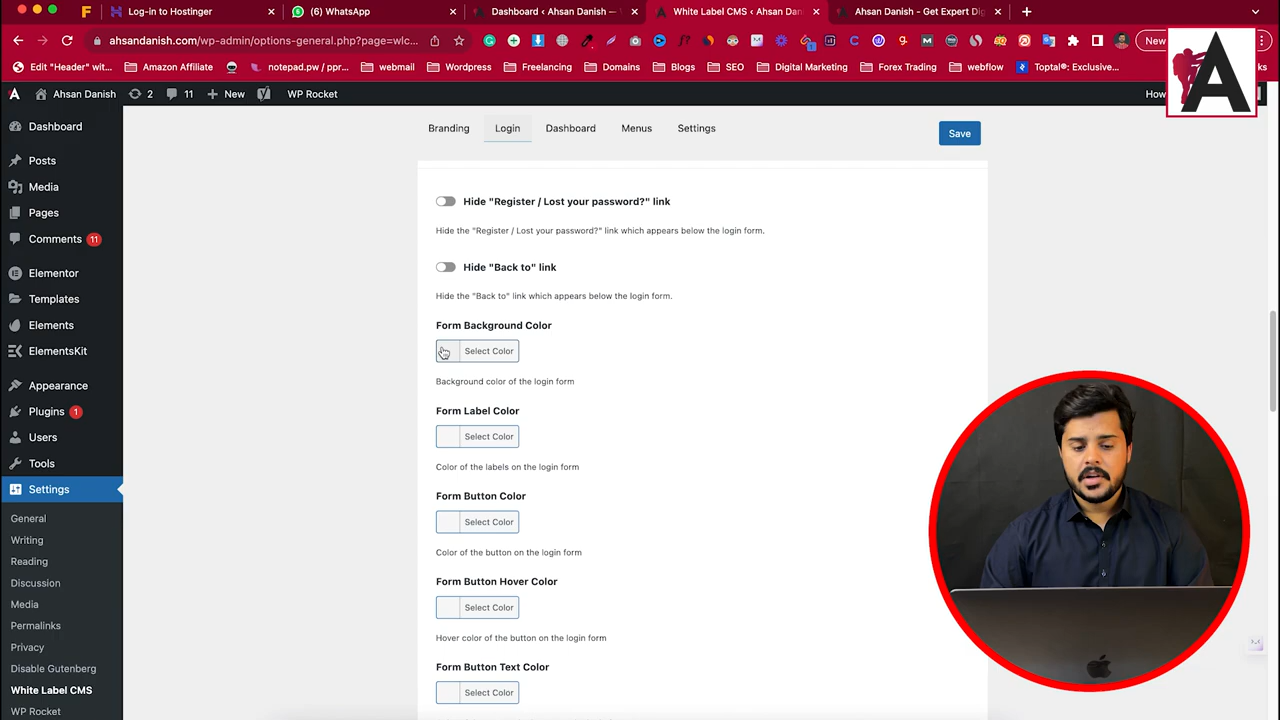 Log-in to Hostinger
(6) WhatsApp
Dashboard ‹ Ahsan Danish — W
White Label CMS ‹ Ahsan Dani
Ahsan Danish - Get Expert Dig
ahsandanish.com/wp-admin/options-general.php?page=wlc...
New
Edit "Header" wit...
Amazon Affiliate
notepad.pw / ppr...
webmail
Wordpress
Freelancing
Domains
Blogs
SEO
Digital Marketing
Forex Trading
webflow
Toptal®: Exclusive...
A
Ahsan Danish
2
11
New
WP Rocket
How
Branding
Login
Dashboard
Menus
Settings
Save
Dashboard
Posts
Media
Pages
Comments 11
Elementor
Templates
Elements
ElementsKit
Appearance
Plugins 1
Users
Tools
Settings
General
Writing
Reading
Discussion
Media
Permalinks
Privacy
Disable Gutenberg
White Label CMS
WP Rocket
Hide "Register / Lost your password?" link
Hide the "Register / Lost your password?" link which appears below the login form.
Hide "Back to" link
Hide the "Back to" link which appears below the login form.
Form Background Color
Select Color
Background color of the login form
Form Label Color
Select Color
Color of the labels on the login form
Form Button Color
Select Color
Color of the button on the login form
Form Button Hover Color
Select Color
Hover color of the button on the login form
Form Button Text Color
Select Color